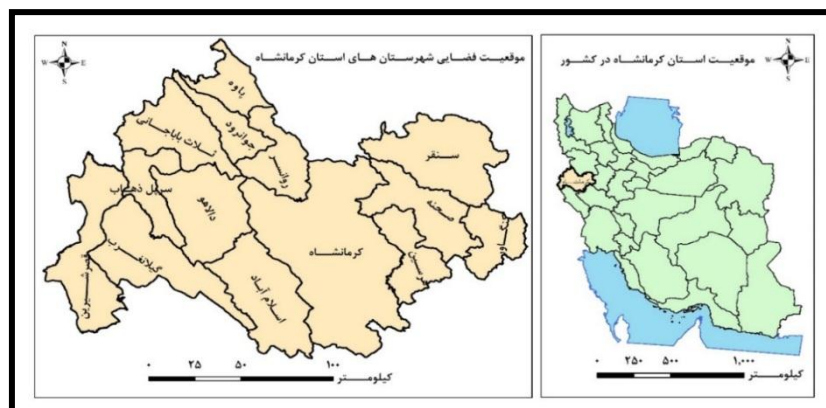 موقعیت استان کرمانشاه در کشور
N
W E
S
۰ ۲۵۰ ۵۰۰ ۱,۰۰۰
کیلومتر
موقعیت فضایی شهرستان های استان کرمانشاه
N
W E
S
پاوه
جوانرود
ثلاث باباجانی
روانسر
سنقر
سرپل ذهاب
دالاهو
صحنه
کرمانشاه
گیلانغرب
قصرشیرین
اسلام آباد
۰ ۲۵ ۵۰ ۱۰۰
کیلومتر